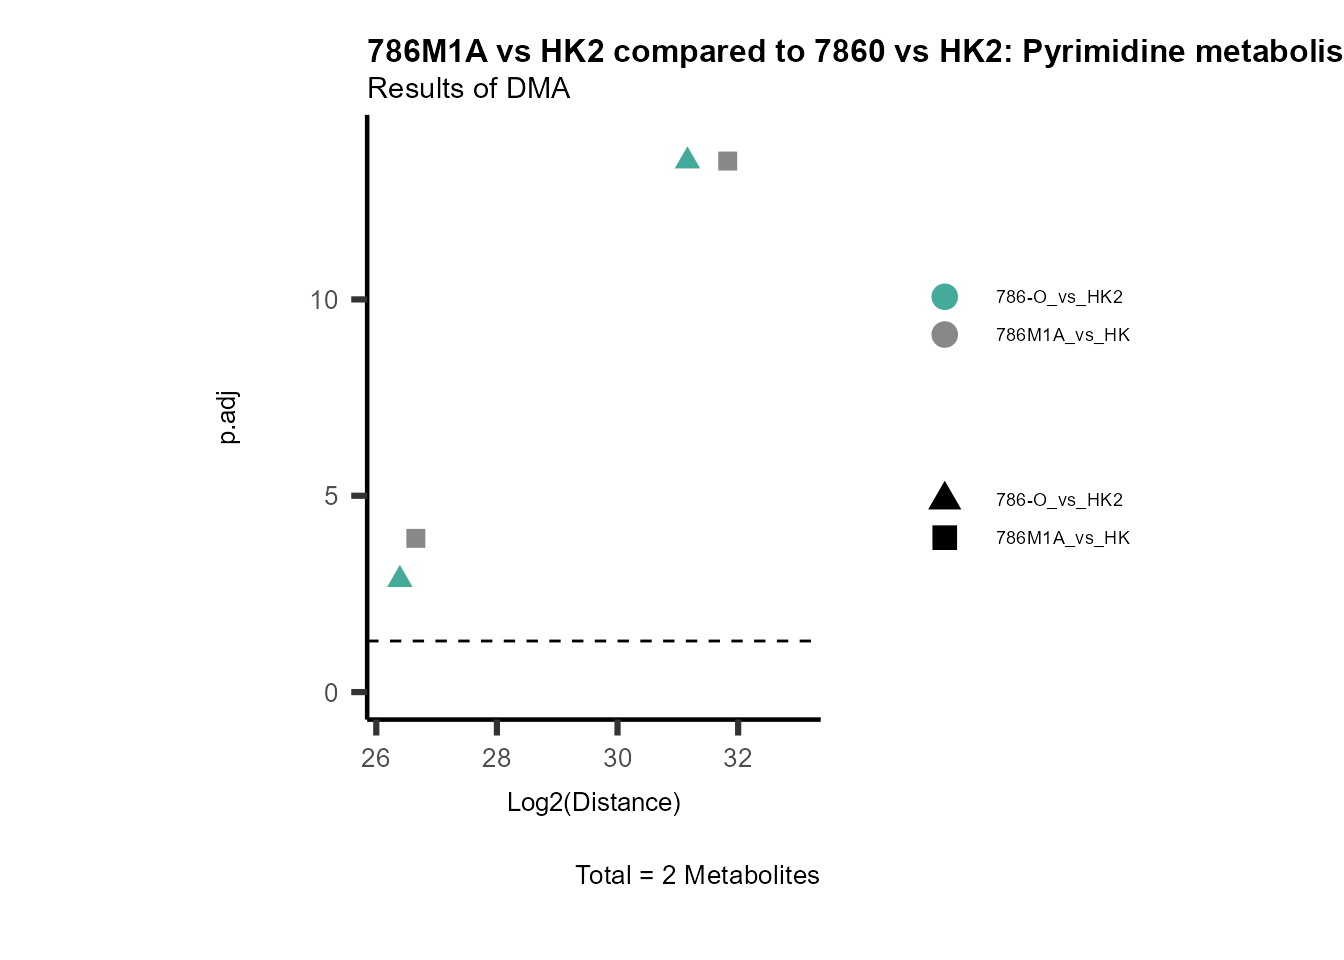 786M1A vs HK2 compared to 7860 vs HK2: Pyrimidine metabolis
Results of DMA
10
5
0
p.adj
26 28 30 32
Log2(Distance)
786-O_vs_HK2
786M1A_vs_HK
786-O_vs_HK2
786M1A_vs_HK
Total = 2 Metabolites